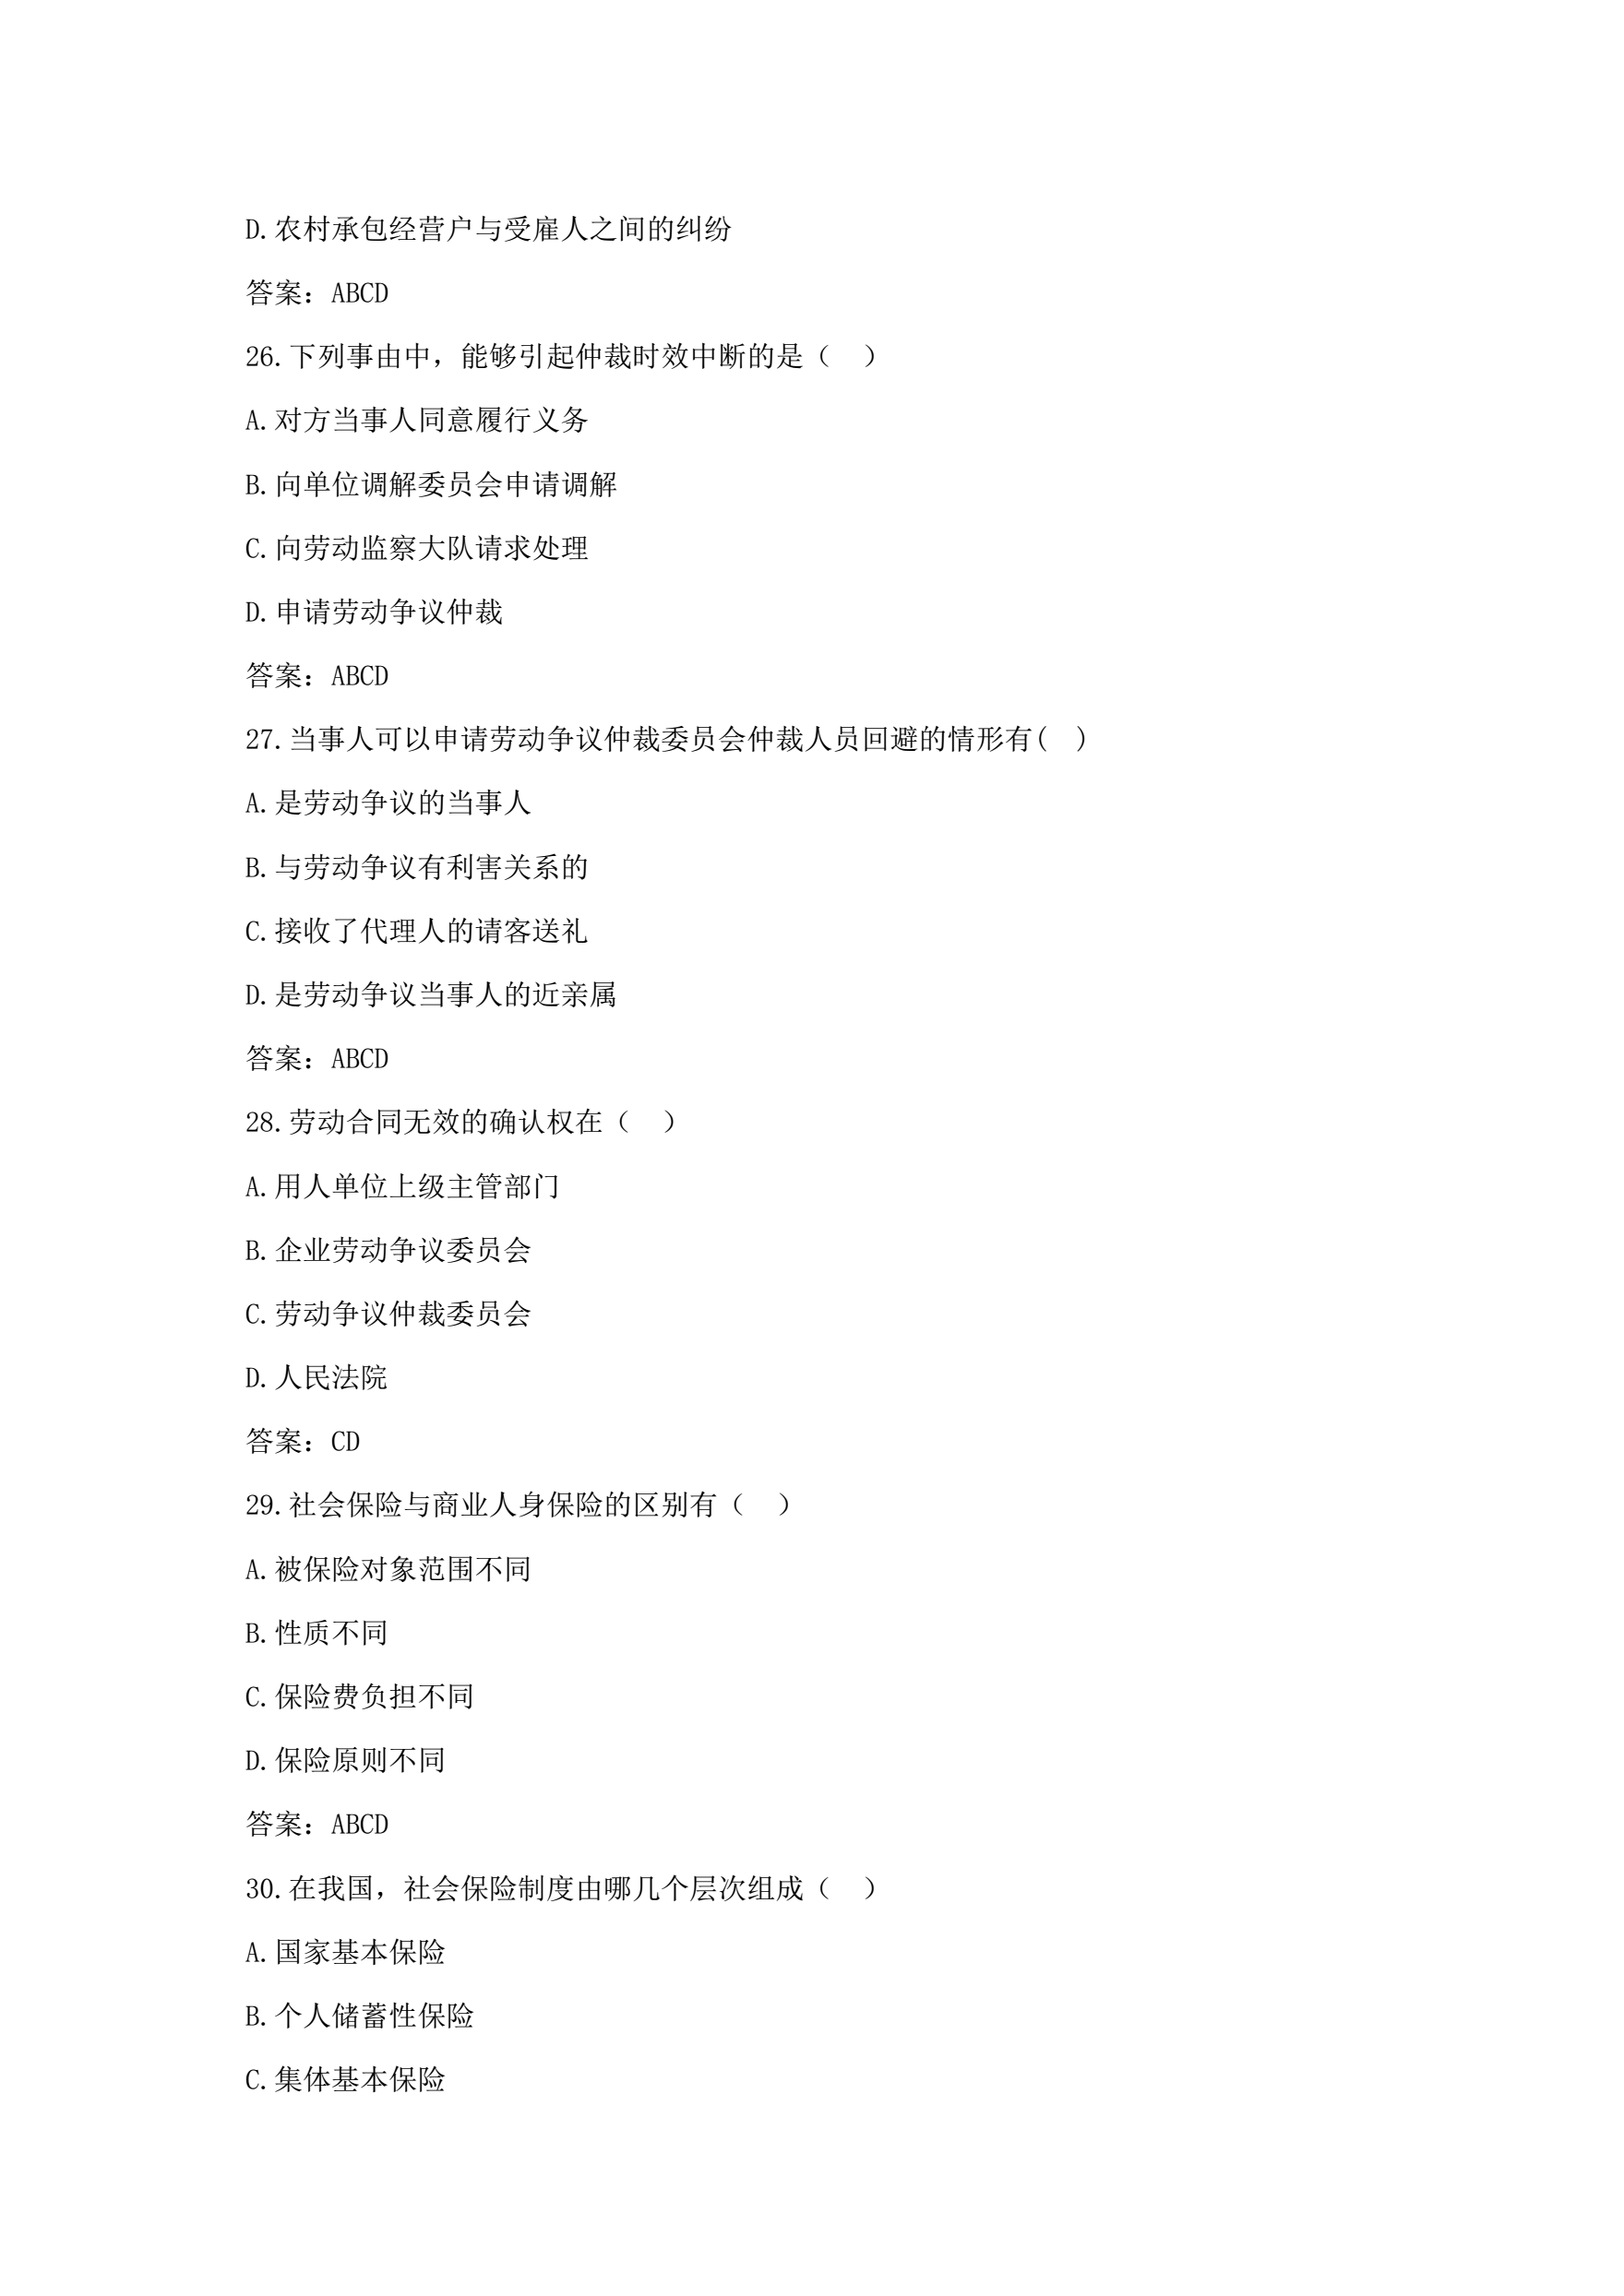 D.农村承包经营户与受雇人之间的纠纷
答案：ABCD
26.下列事由中，能够引起仲裁时效中断的是（  ）
A.对方当事人同意履行义务
B.向单位调解委员会申请调解
C.向劳动监察大队请求处理
D.申请劳动争议仲裁
答案：ABCD
27.当事人可以申请劳动争议仲裁委员会仲裁人员回避的情形有(  )
A.是劳动争议的当事人
B.与劳动争议有利害关系的
C.接收了代理人的请客送礼
D.是劳动争议当事人的近亲属
答案：ABCD
28.劳动合同无效的确认权在（  ）
A.用人单位上级主管部门
B.企业劳动争议委员会
C.劳动争议仲裁委员会
D.人民法院
答案：CD
29.社会保险与商业人身保险的区别有（  ）
A.被保险对象范围不同
B.性质不同
C.保险费负担不同
D.保险原则不同
答案：ABCD
30.在我国，社会保险制度由哪几个层次组成（  ）
A.国家基本保险
B.个人储蓄性保险
C.集体基本保险